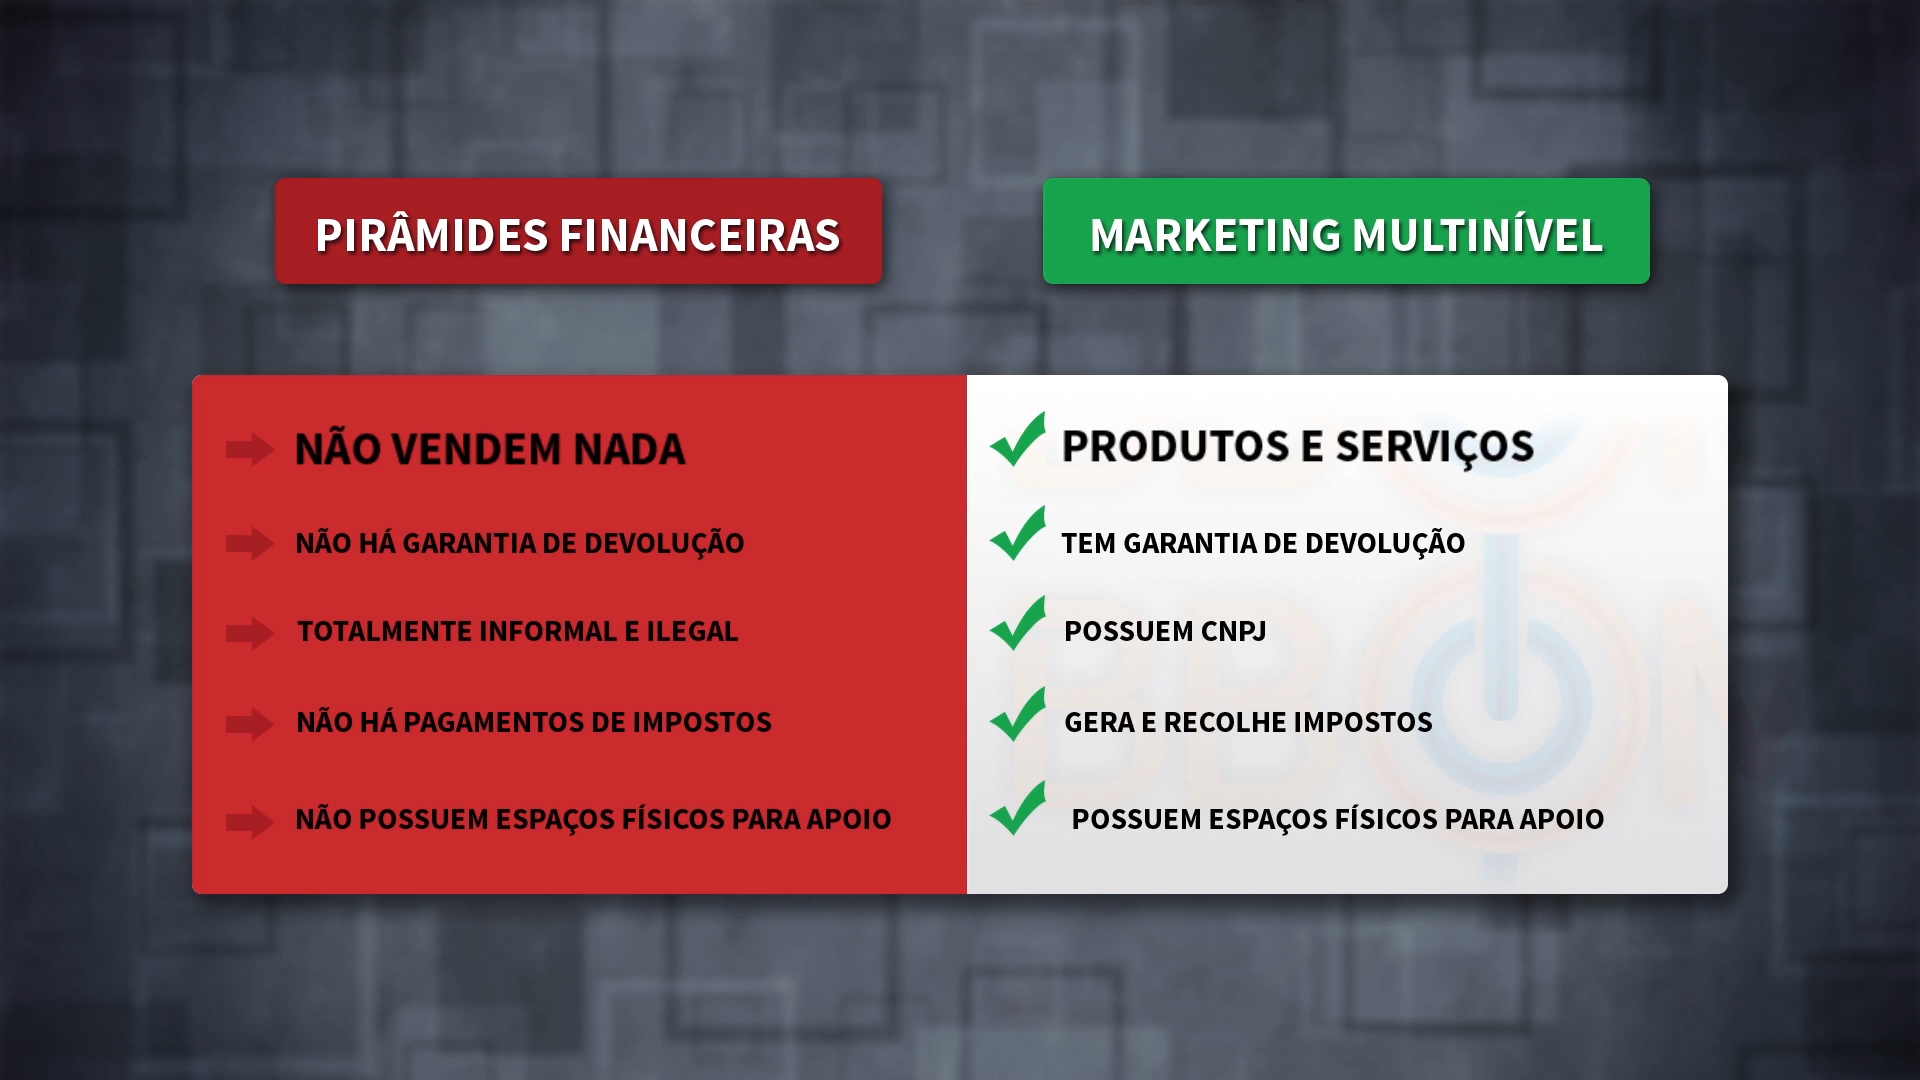 PIRÂMIDES FINANCEIRAS
MARKETING MULTINÍVEL
NÃO VENDEM NADA
NÃO HÁ GARANTIA DE DEVOLUÇÃO
TOTALMENTE INFORMAL E ILEGAL
NÃO HÁ PAGAMENTOS DE IMPOSTOS
NÃO POSSUEM ESPAÇOS FÍSICOS PARA APOIO
PRODUTOS E SERVIÇOS
TEM GARANTIA DE DEVOLUÇÃO
POSSUEM CNPJ
GERA E RECOLHE IMPOSTOS
POSSUEM ESPAÇOS FÍSICOS PARA APOIO
BBOM